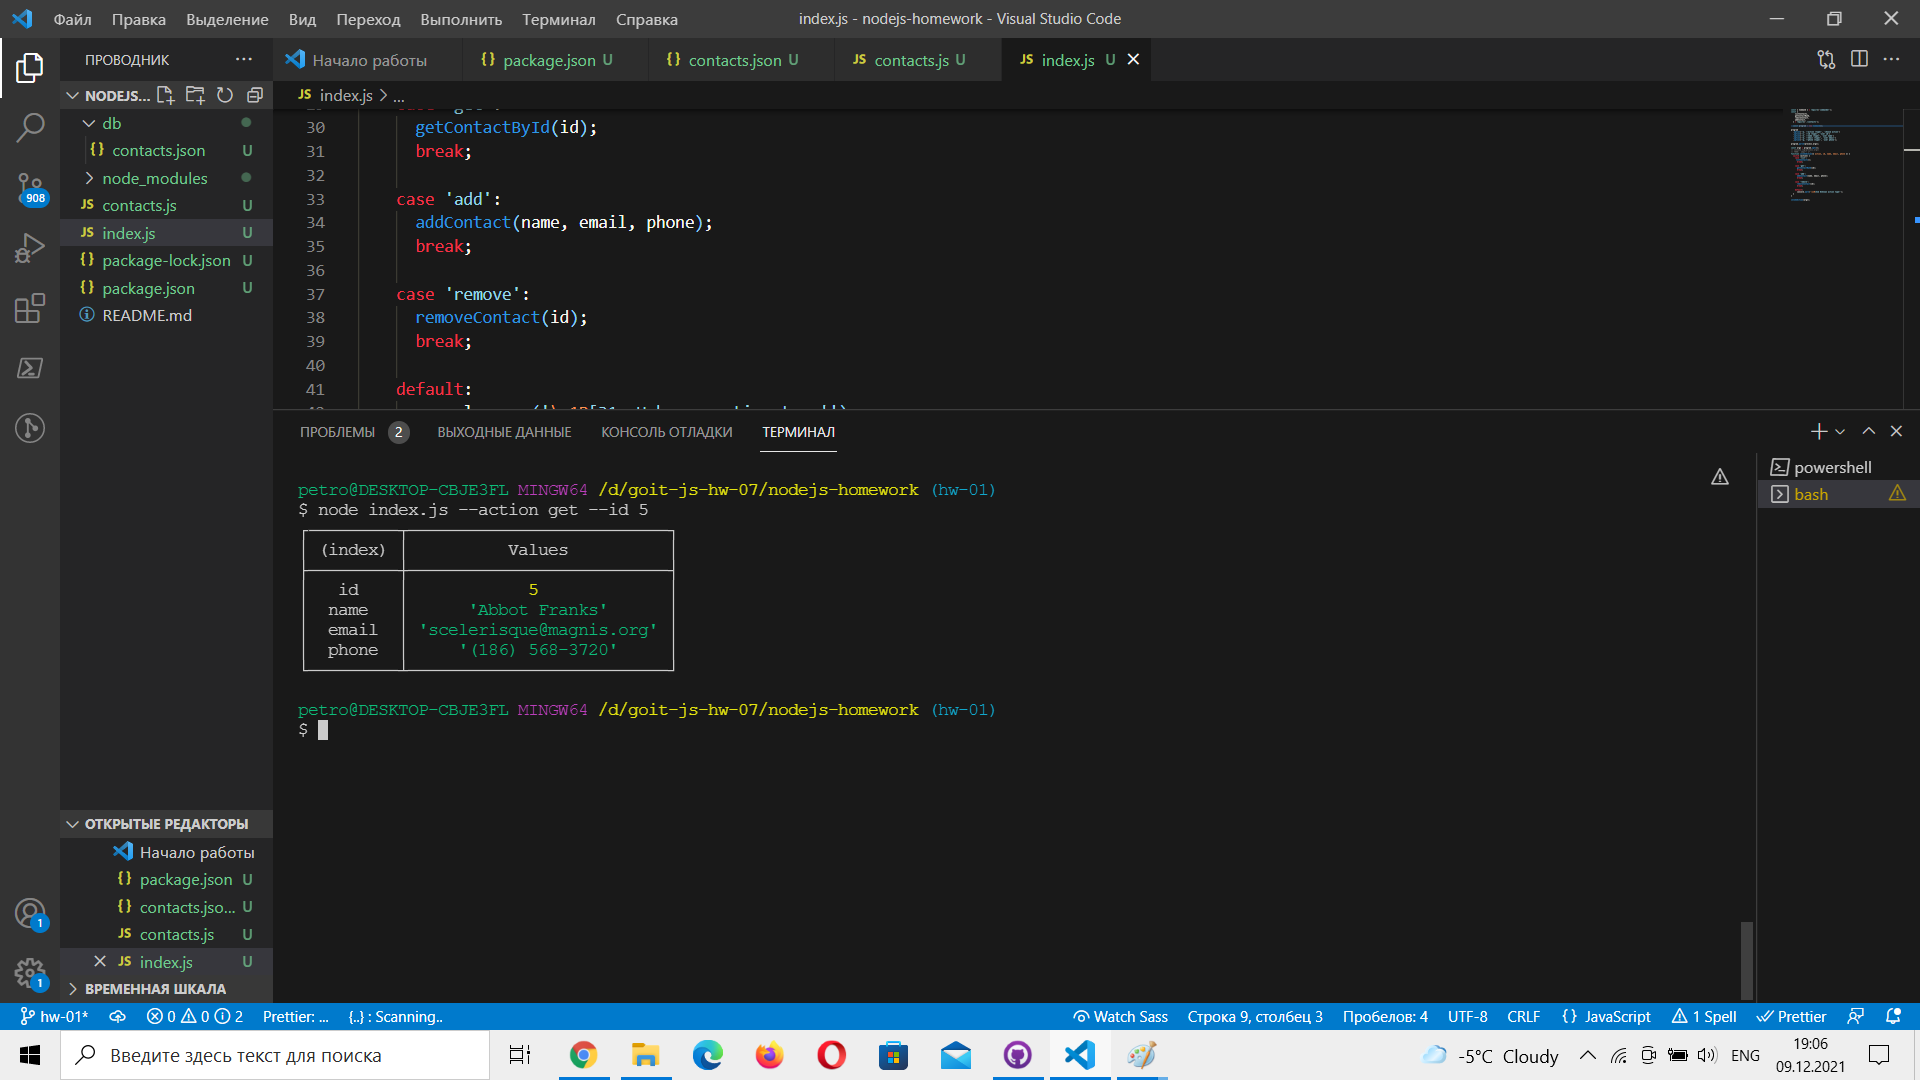 Файл Правка Выделение Вид Переход Выполнить Терминал Справка
index.js - nodejs-homework - Visual Studio Code
ПРОВОДНИК
Начало работы
{} package.json U
{} contacts.json U
JS contacts.js U
JS index.js U
NODEJS...
JS index.js > ...
db
{} contacts.json U
node_modules
JS contacts.js U
JS index.js U
{} package-lock.json U
{} package.json U
README.md
908
30 getContactById(id);
31 break;
32
33 case 'add':
34 addContact(name, email, phone);
35 break;
36
37 case 'remove':
38 removeContact(id);
39 break;
40
41 default:
ПРОБЛЕМЫ 2 ВЫХОДНЫЕ ДАННЫЕ КОНСОЛЬ ОТЛАДКИ ТЕРМИНАЛ
powershell
bash
petro@DESKTOP-CBJE3FL MINGW64 /d/goit-js-hw-07/nodejs-homework (hw-01)
$ node index.js --action get --id 5
(index) Values
id 5
name 'Abbot Franks'
email 'scelerisque@magnis.org'
phone '(186) 568-3720'
petro@DESKTOP-CBJE3FL MINGW64 /d/goit-js-hw-07/nodejs-homework (hw-01)
$
ОТКРЫТЫЕ РЕДАКТОРЫ
Начало работы
{} package.json U
{} contacts.jso... U
JS contacts.js U
JS index.js U
ВРЕМЕННАЯ ШКАЛА
1
1
hw-01* 0 0 2 Prettier: ... {..} : Scanning..
Watch Sass Строка 9, столбец 3 Пробелов: 4 UTF-8 CRLF {} JavaScript 1 Spell Prettier
Введите здесь текст для поиска
-5°C Cloudy
ENG
19:06
09.12.2021